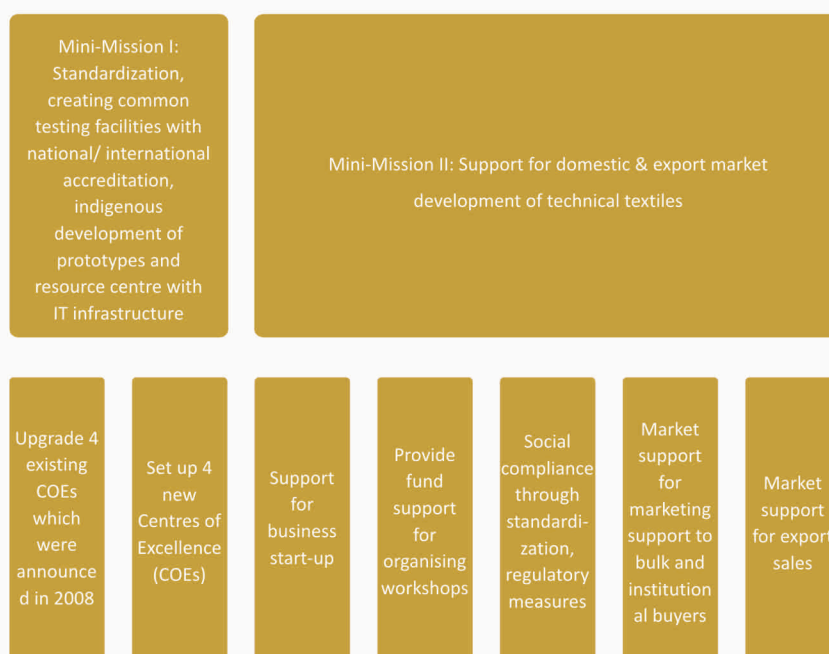 Mini-Mission I:
Standardization,
creating common
testing facilities with
national/ international
accreditation,
indigenous
development of
prototypes and
resource centre with
IT infrastructure
Mini-Mission II: Support for domestic & export market
development of technical textiles
Upgrade 4
existing
COEs
which
were
announce
d in 2008
Set up 4
new
Centres of
Excellence
(COEs)
Support
for
business
start-up
Provide
fund
support
for
organising
workshops
Social
compliance
through
standardi-
zation,
regulatory
measures
Market
support
for
marketing
support to
bulk and
institution
al buyers
Market
support
for export
sales